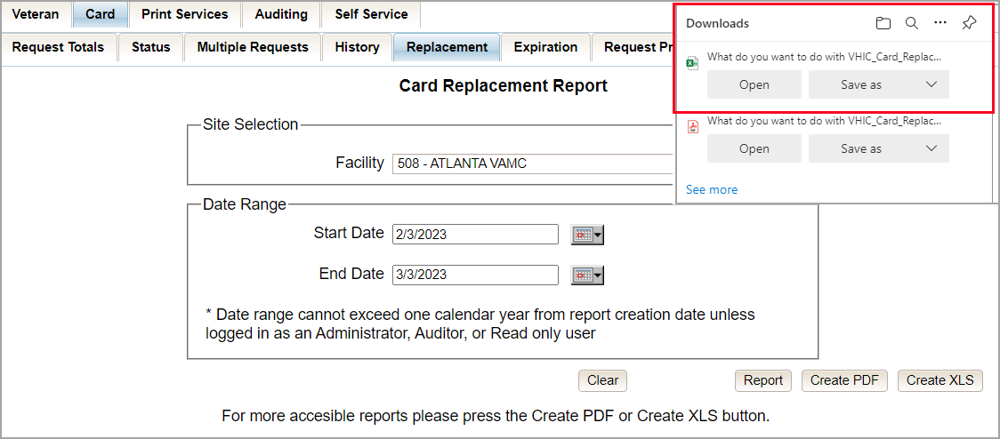 Veteran Card Print Services Auditing Self Service
Request Totals Status Multiple Requests History Replacement Expiration Request Pr
Card Replacement Report
Downloads
What do you want to do with VHIC_Card_Replac...
Open Save as
What do you want to do with VHIC_Card_Replac...
Open Save as
See more
Site Selection
Facility 508 - ATLANTA VAMC
Date Range
Start Date 2/3/2023
End Date 3/3/2023
* Date range cannot exceed one calendar year from report creation date unless
logged in as an Administrator, Auditor, or Read only user
Clear Report Create PDF Create XLS
For more accesible reports please press the Create PDF or Create XLS button.